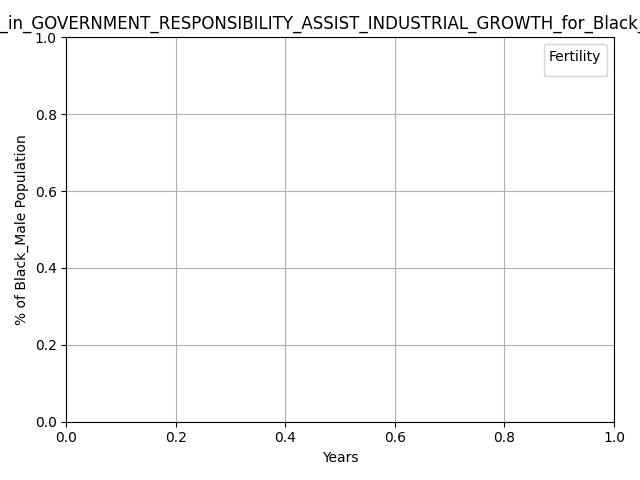 _in_GOVERNMENT_RESPONSIBILITY_ASSIST_INDUSTRIAL_GROWTH_for_Black_
Fertility
1.0
0.8
0.6
0.4
0.2
0.0
% of Black_Male Population
0.0 0.2 0.4 0.6 0.8 1.0
Years